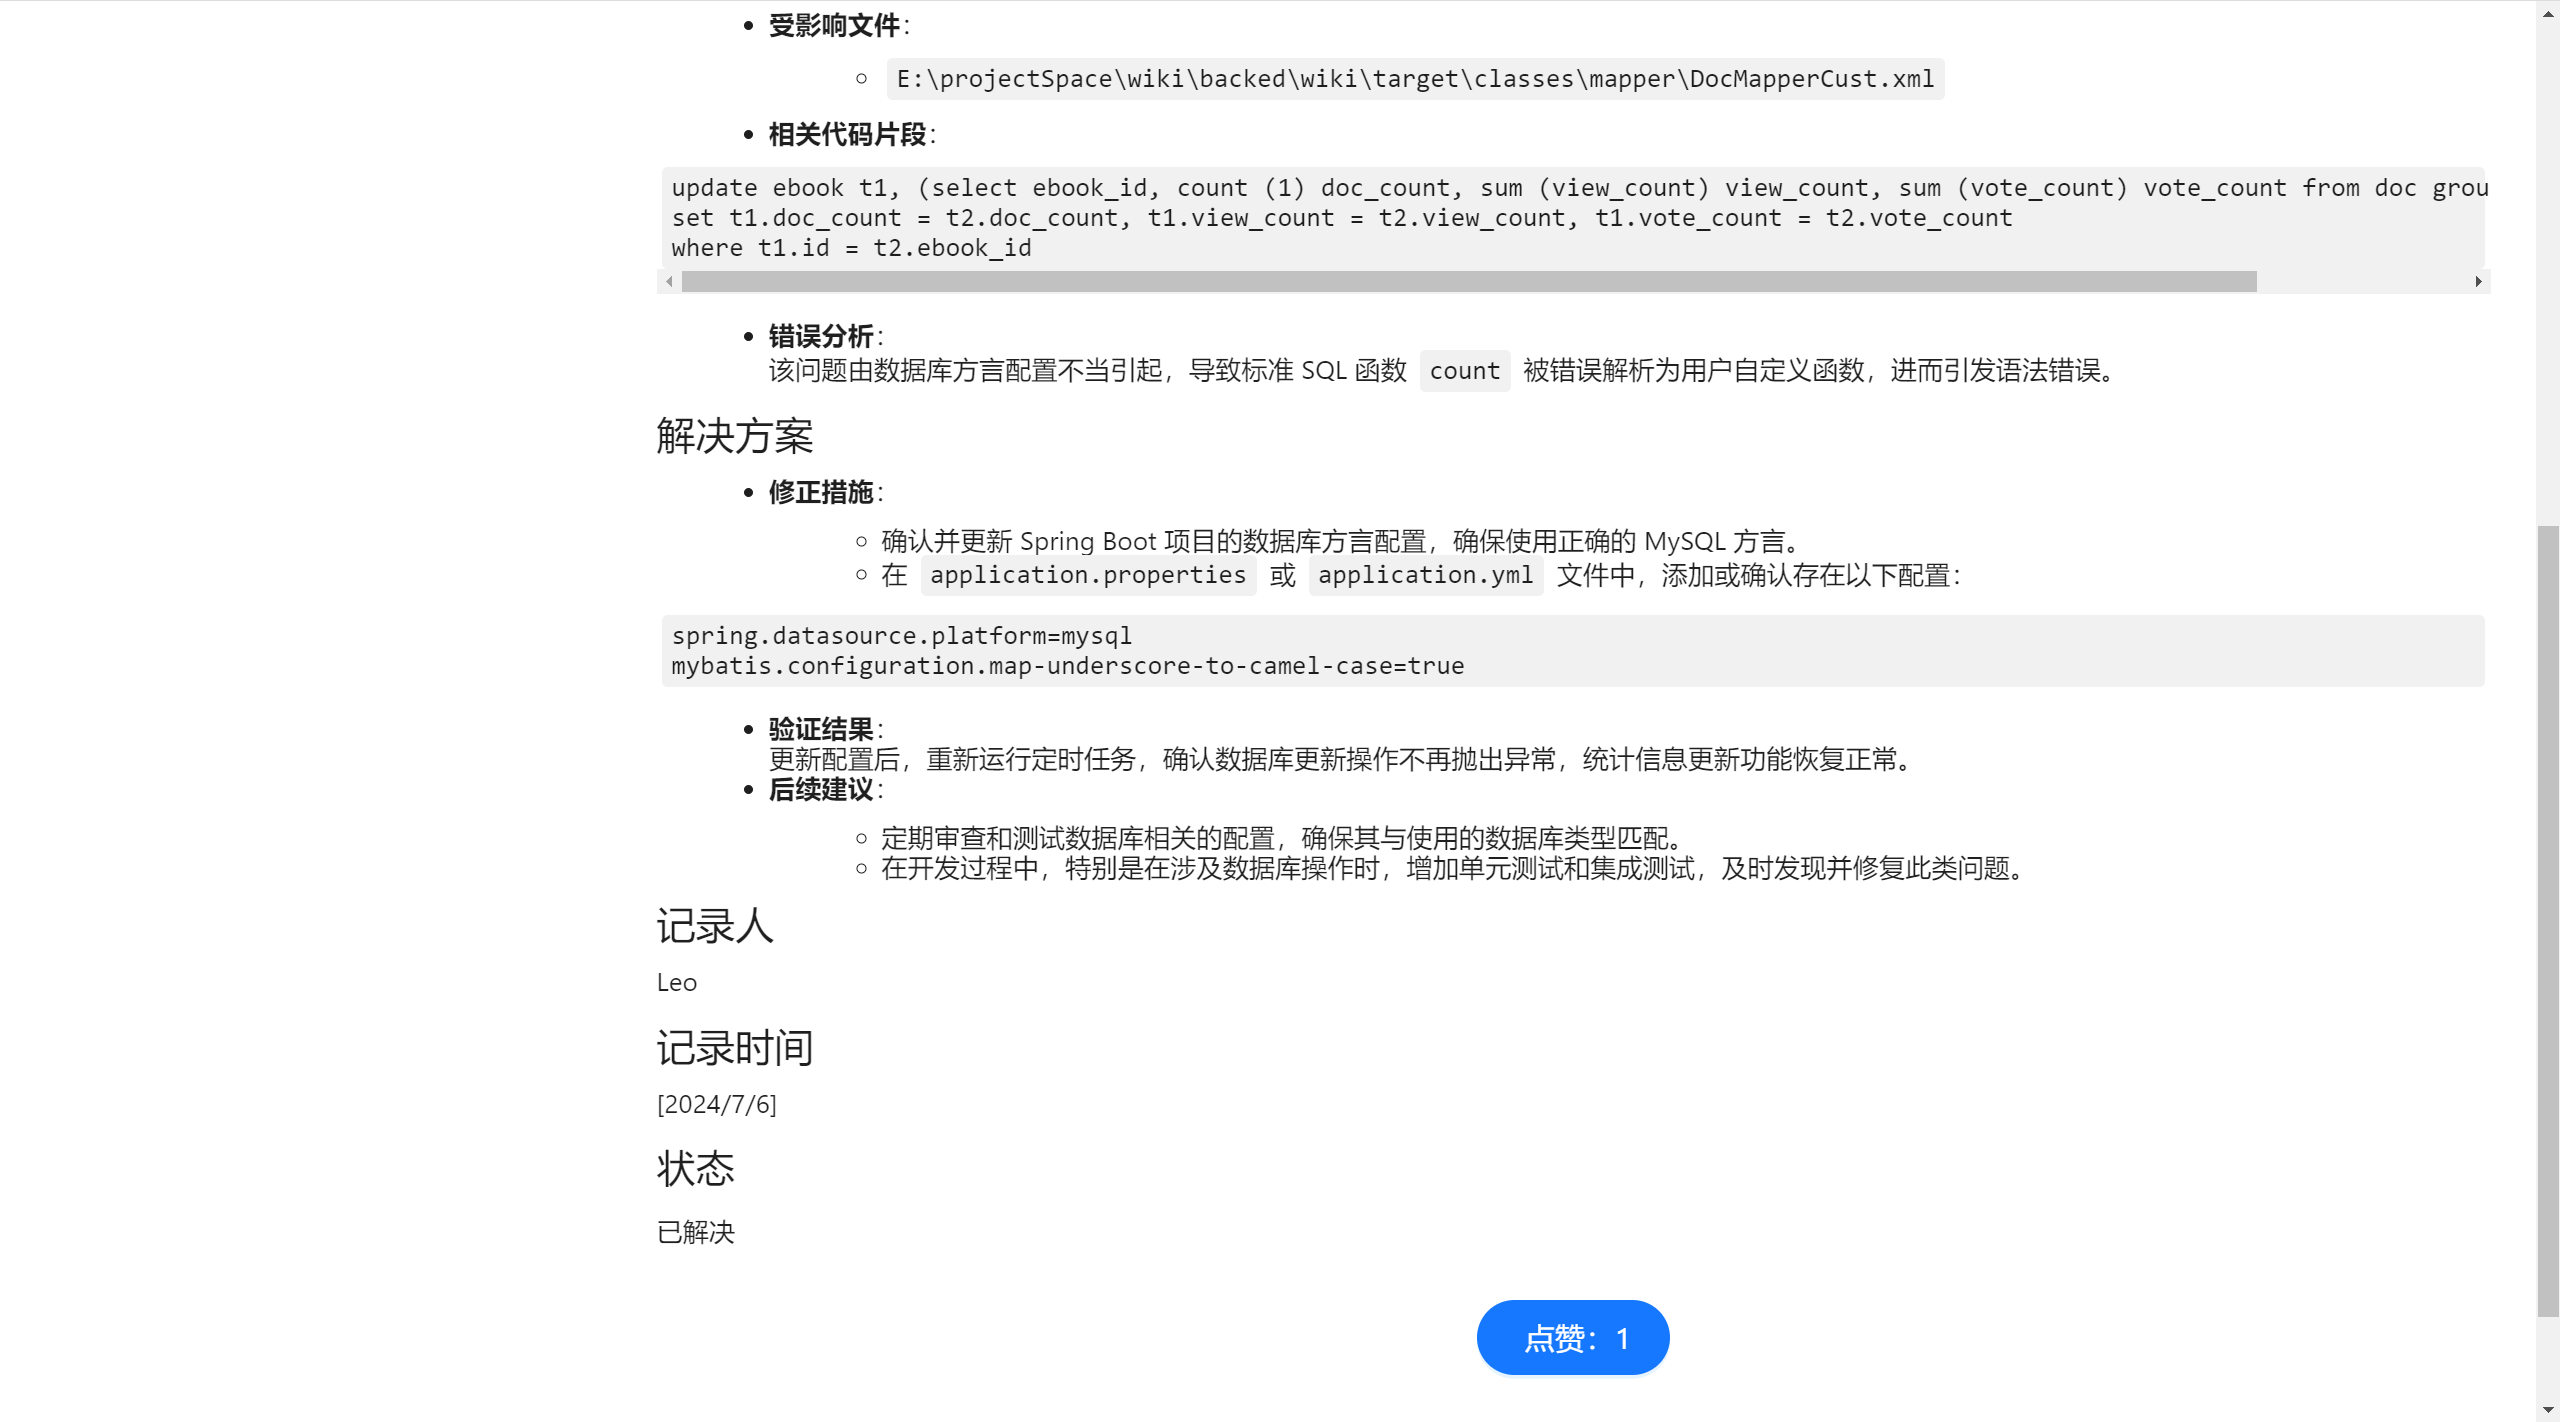 受影响文件：
E:\projectSpace\wiki\backed\wiki\target\classes\mapper\DocMapperCust.xml
相关代码片段：
update ebook t1, (select ebook_id, count (1) doc_count, sum (view_count) view_count, sum (vote_count) vote_count from doc grou
set t1.doc_count = t2.doc_count, t1.view_count = t2.view_count, t1.vote_count = t2.vote_count
where t1.id = t2.ebook_id
错误分析：
该问题由数据库方言配置不当引起，导致标准 SQL 函数 count 被错误解析为用户自定义函数，进而引发语法错误。
解决方案
修正措施：
确认并更新 Spring Boot 项目的数据库方言配置，确保使用正确的 MySQL 方言。
在 application.properties 或 application.yml 文件中，添加或确认存在以下配置：
spring.datasource.platform=mysql
mybatis.configuration.map-underscore-to-camel-case=true
验证结果：
更新配置后，重新运行定时任务，确认数据库更新操作不再抛出异常，统计信息更新功能恢复正常。
后续建议：
定期审查和测试数据库相关的配置，确保其与使用的数据库类型匹配。
在开发过程中，特别是在涉及数据库操作时，增加单元测试和集成测试，及时发现并修复此类问题。
记录人
Leo
记录时间
[2024/7/6]
状态
已解决
点赞：1